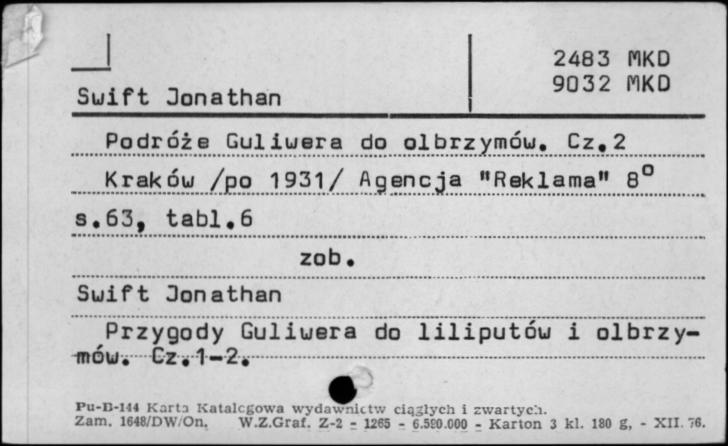 2483 MKD
9032 MKD
Swift Jonathan
Podróże Guliwera do olbrzymów. Cz.2
Kraków /po 1931/ Agencja "Reklama" 8°
s.63, tabl.6
zob.
Swift Jonathan
Przygody Guliwera do liliputów i olbrzy-
mów. Cz.1-2.
Pu-B-144 Karta Katalogowa wydawnictw ciągłych i zwartych.
Zam. 1648/DW/On. W.Z.Graf. Z-2 - 1265 - 6.500.000 - Karton 3 kl. 180 g, - XII. 76.